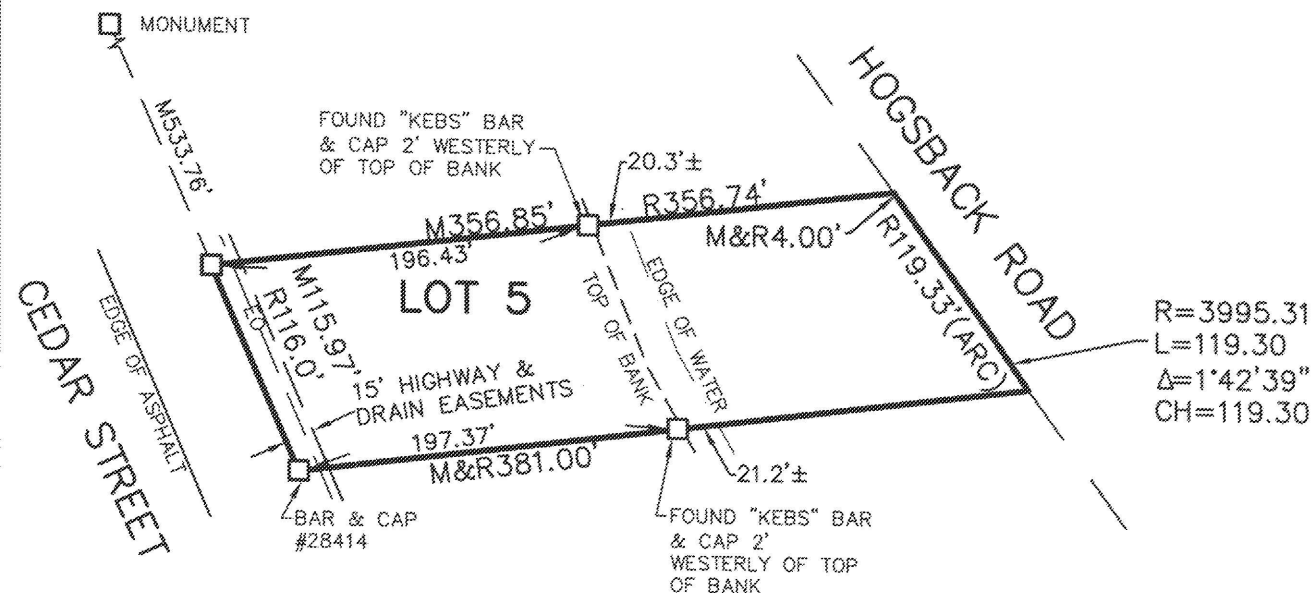 MONUMENT
M533.76'
FOUND "KEBS" BAR
& CAP 2' WESTERLY
OF TOP OF BANK
20.3'±
HOGSBACK ROAD
M356.85'
R356.74'
196.43'
M&R4.00'
R119.33'(ARC)
LOT 5
M115.97'
R116.0'
TOP OF BANK
EDGE OF WATER
CEDAR STREET
EDGE OF ASPHALT
15' HIGHWAY &
DRAIN EASEMENTS
R=3995.31
L=119.30
Δ=1°42'39"
CH=119.30
197.37'
M&R381.00'
21.2'±
BAR & CAP
#28414
FOUND "KEBS" BAR
& CAP 2'
WESTERLY OF TOP
OF BANK